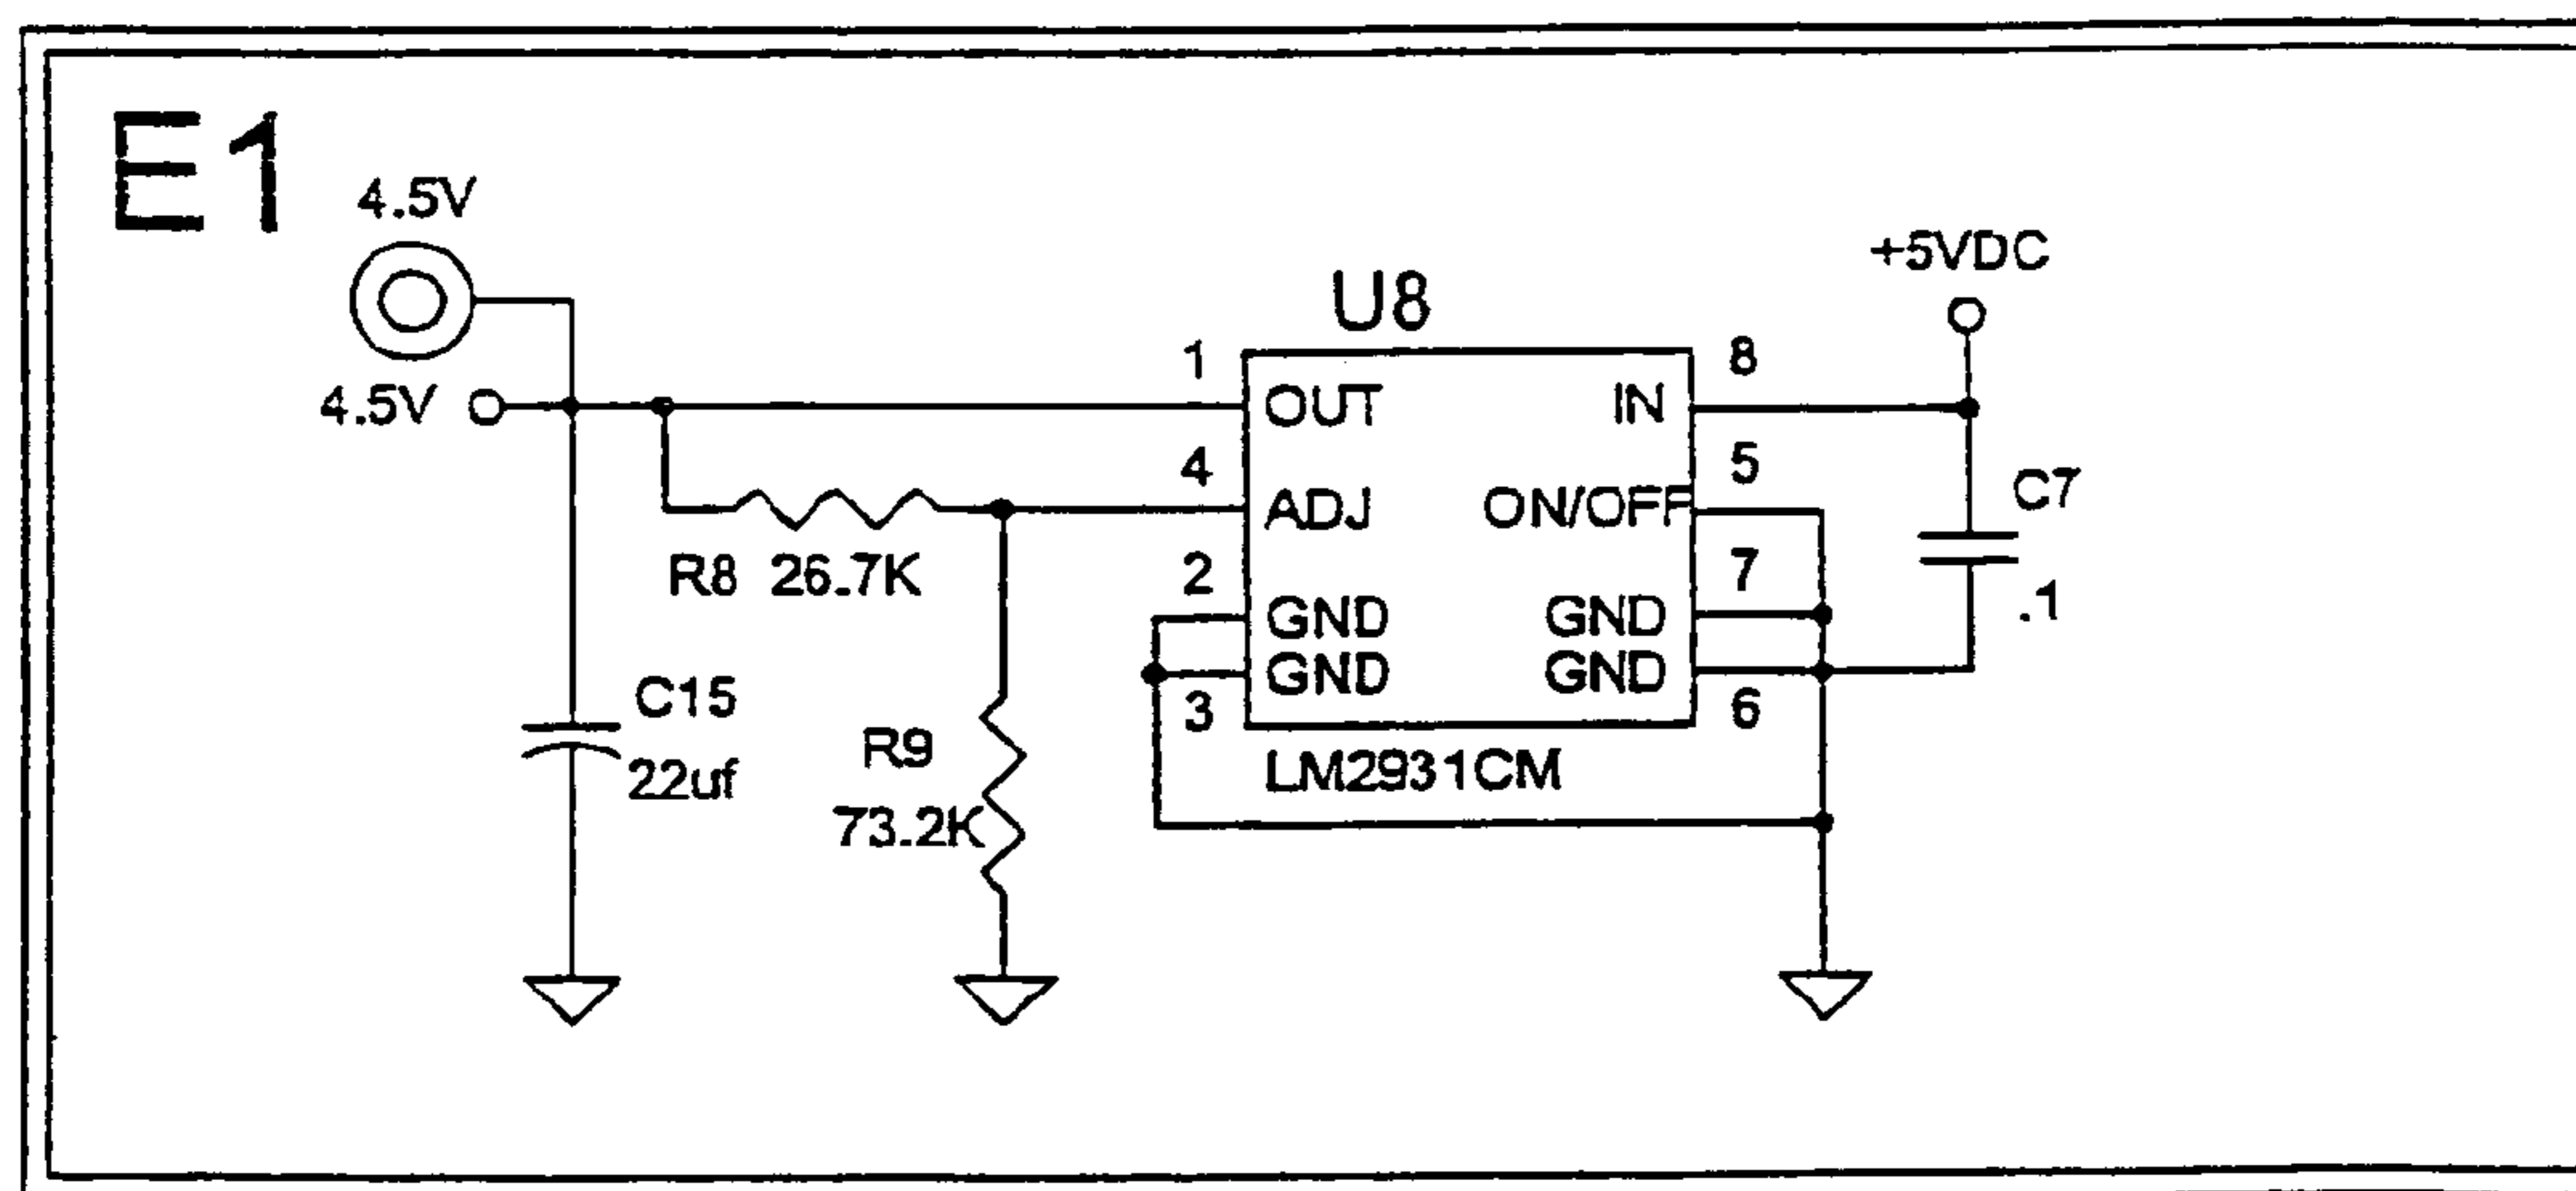 E1
4.5V
4.5V
U8
+5VDC
1
OUT
IN
8
4
ADJ
ON/OFF
5
R8 26.7K
2
GND
GND
7
3
GND
GND
6
C7
.1
C15
22uf
R9
73.2K
LM2931CM